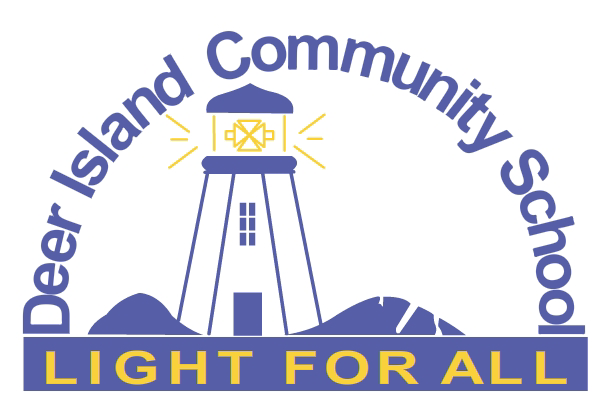 Deer Island Community School
LIGHT FOR ALL